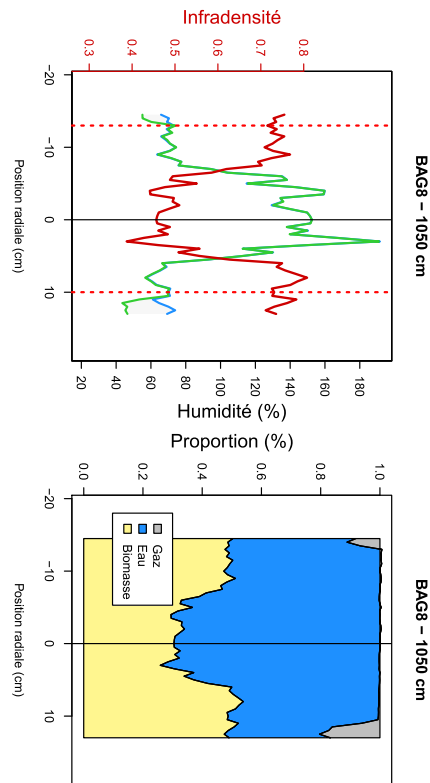 BAG8 − 1050 cm
Infradensité
0.3 0.4 0.5 0.6 0.7 0.8
−20 −10 0 10
Position radiale (cm)
20 40 60 80 100 120 140 160 180
Humidité (%)
BAG8 − 1050 cm
Proportion (%)
0.0 0.2 0.4 0.6 0.8 1.0
−20 −10 0 10
Position radiale (cm)
Gaz
Eau
Biomasse